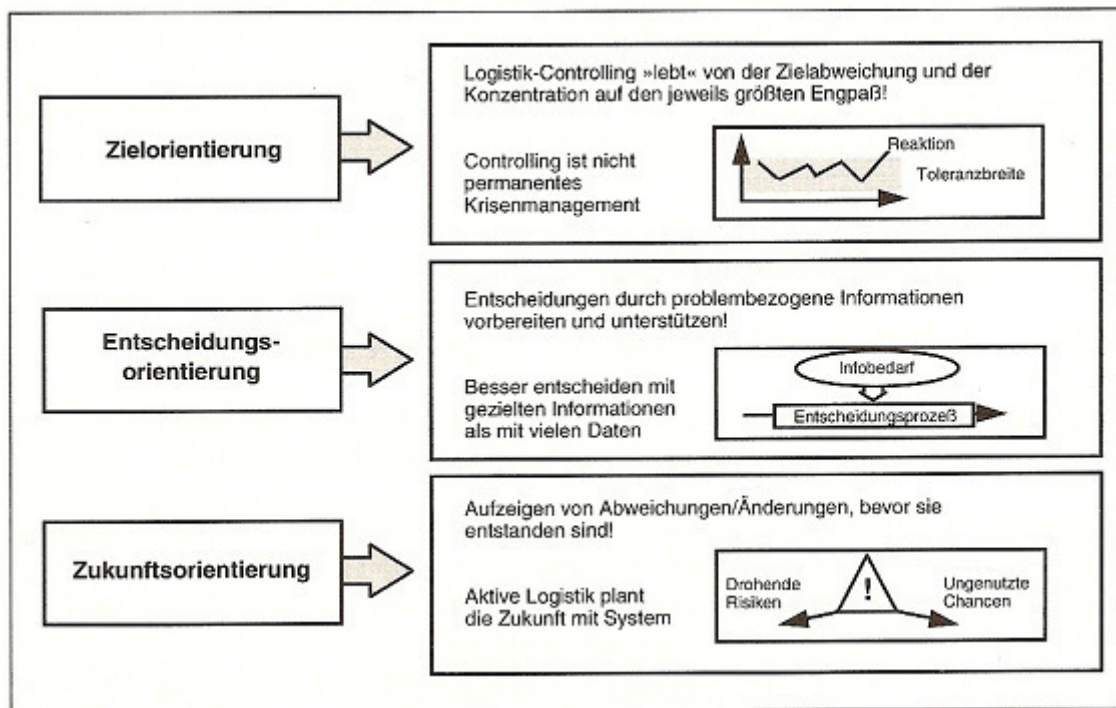 Zielorientierung
Logistik-Controlling »lebt« von der Zielabweichung und der
Konzentration auf den jeweils größten Engpaß!
Controlling ist nicht
permanentes
Krisenmanagement
Reaktion
Toleranzbreite
Entscheidungs-
orientierung
Entscheidungen durch problembezogene Informationen
vorbereiten und unterstützen!
Besser entscheiden mit
gezielten Informationen
als mit vielen Daten
Infobedarf
Entscheidungsprozeß
Zukunftsorientierung
Aufzeigen von Abweichungen/Änderungen, bevor sie
entstanden sind!
Aktive Logistik plant
die Zukunft mit System
Drohende
Risiken
!
Ungenutzte
Chancen